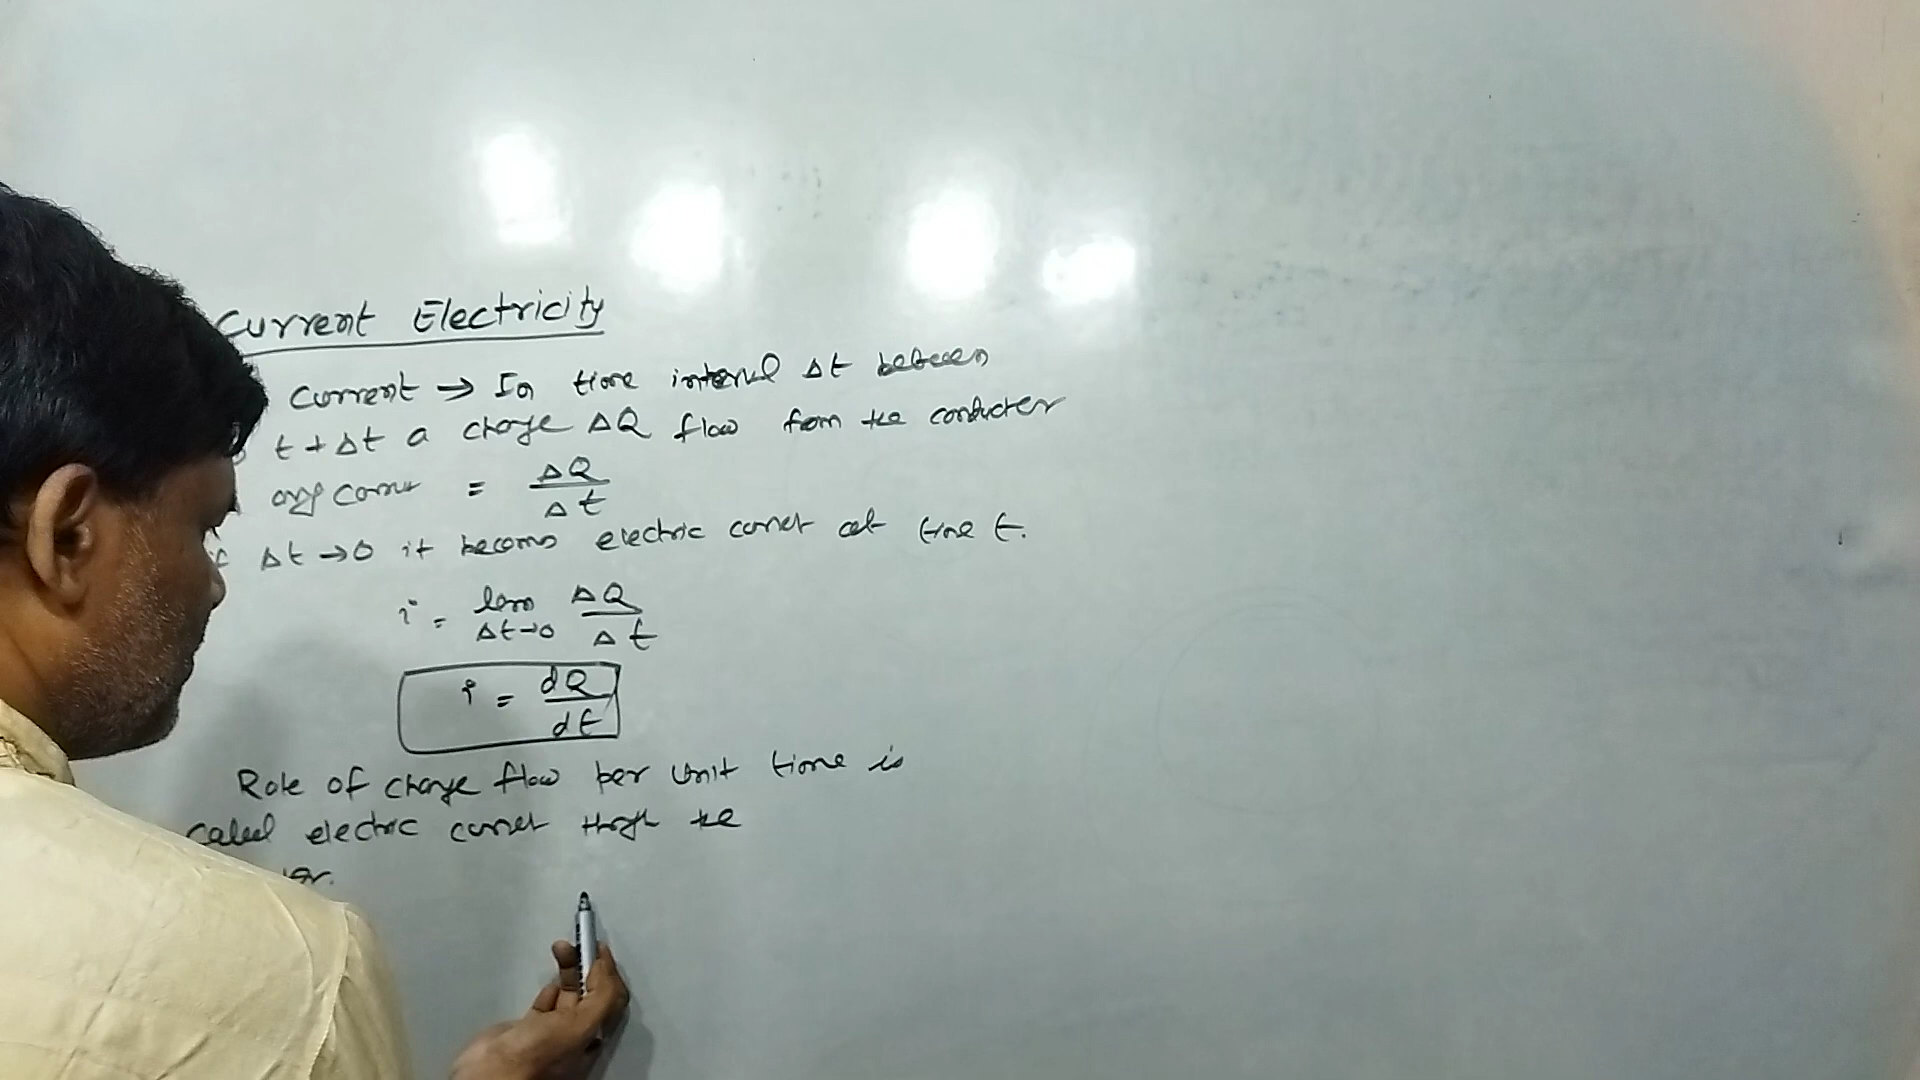 Current Electricity
Current → In time interval Δt between
t + Δt a charge ΔQ flow from the conducter
avg current = ΔQ/Δt
Δt → 0 it becomes electric current at time t.
i = lim Δt→0 ΔQ/Δt
i = dQ/dt
Rate of charge flow per unit time is
called electric current through the